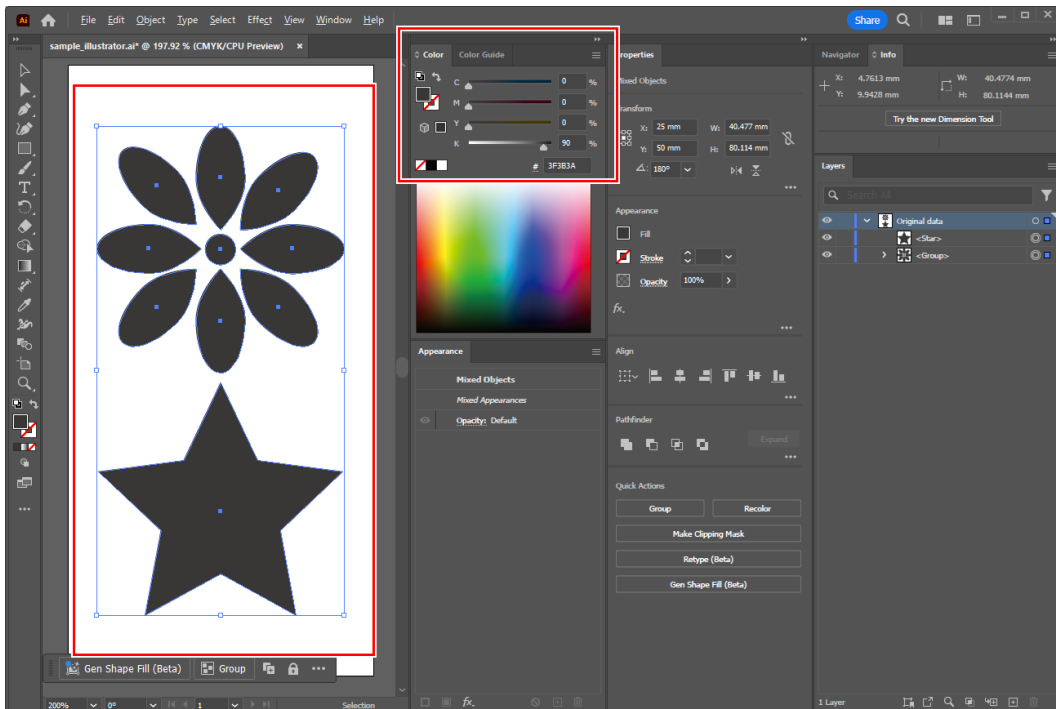 Ai File Edit Object Type Select Effect View Window Help Share
sample_illustrator.ai* @ 197.92 % (CMYK/CPU Preview) ×
Color Color Guide
C 0 %
M 0 %
Y 0 %
K 90 %
# 3F3B3A
Properties
Mixed Objects
Transform
X: 25 mm W: 40.477 mm
Y: 50 mm H: 80.114 mm
180°
Appearance
Fill
Stroke
Opacity 100%
fx.
Align
Pathfinder
Expand
Quick Actions
Group Recolor
Make Clipping Mask
Retype (Beta)
Gen Shape Fill (Beta)
Navigator Info
X: 4.7613 mm W: 40.4774 mm
Y: 9.9428 mm H: 80.1144 mm
Try the new Dimension Tool
Layers
Search All
Original data
<Star>
<Group>
Appearance
Mixed Objects
Mixed Appearances
Opacity: Default
Gen Shape Fill (Beta) Group
200% 0° 1 Selection
fx.
1 Layer